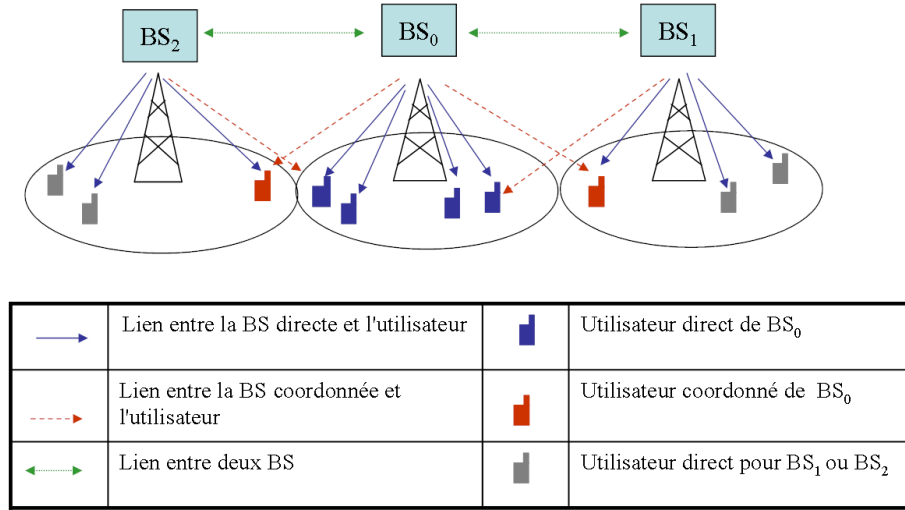 BS₂
BS₀
BS₁
Lien entre la BS directe et l'utilisateur
Utilisateur direct de BS₀
Lien entre la BS coordonnée et
l'utilisateur
Utilisateur coordonné de BS₀
Lien entre deux BS
Utilisateur direct pour BS₁ ou BS₂